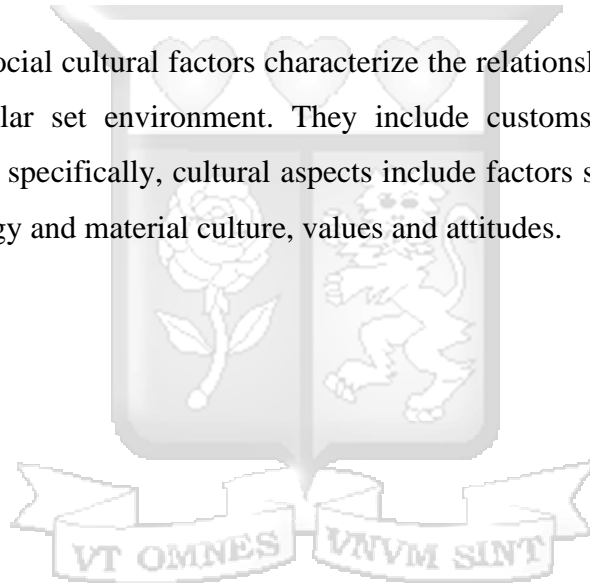 ocial cultural factors characterize the relations
lar set environment. They include customs
specifically, cultural aspects include factors s
gy and material culture, values and attitudes.
VT OMNES VNVM SINT